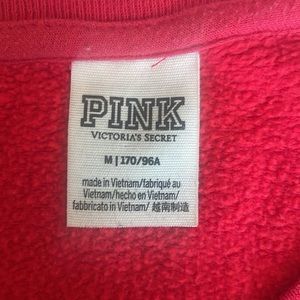 PINK
VICTORIA'S SECRET
M | 170/96A
made in Vietnam/fabriqué au
Vietnam/hecho en Vietnam/
fabbricato in Vietnam/ 越南制造